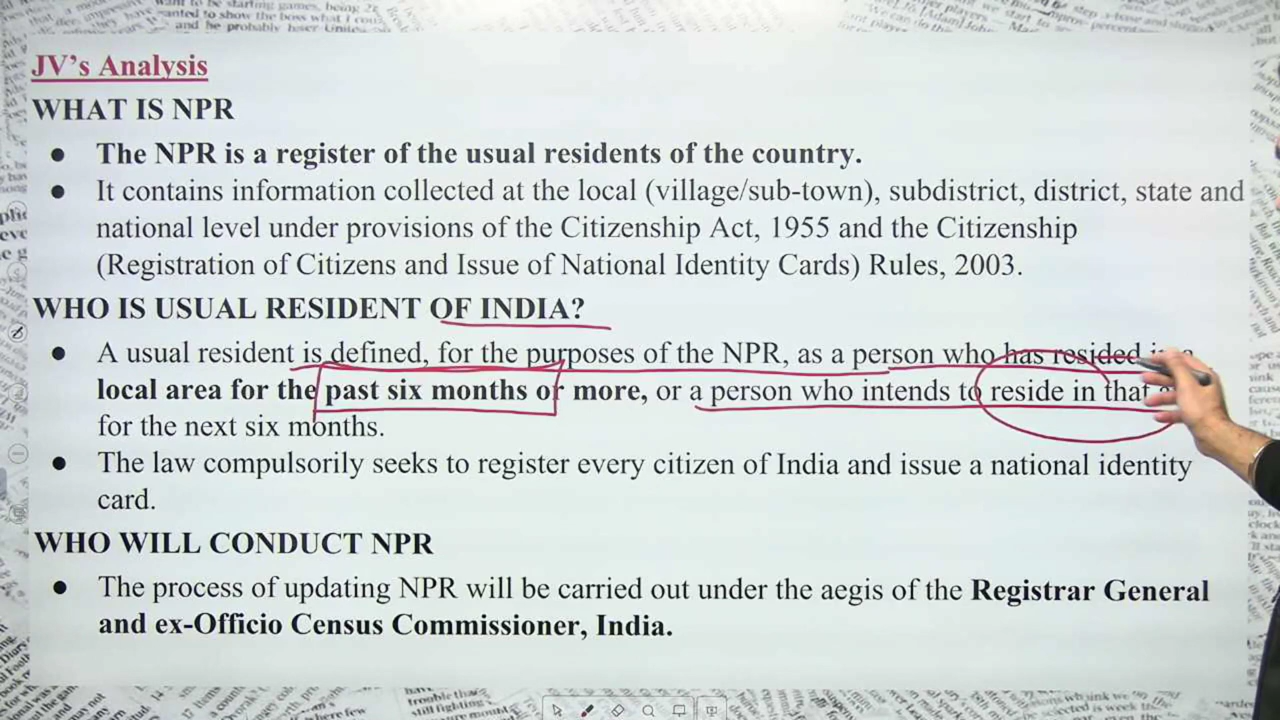 JV's Analysis
WHAT IS NPR
● The NPR is a register of the usual residents of the country.
● It contains information collected at the local (village/sub-town), subdistrict, district, state and
national level under provisions of the Citizenship Act, 1955 and the Citizenship
(Registration of Citizens and Issue of National Identity Cards) Rules, 2003.
WHO IS USUAL RESIDENT OF INDIA?
● A usual resident is defined, for the purposes of the NPR, as a person who has resided in a
local area for the past six months or more, or a person who intends to reside in that
for the next six months.
● The law compulsorily seeks to register every citizen of India and issue a national identity
card.
WHO WILL CONDUCT NPR
● The process of updating NPR will be carried out under the aegis of the Registrar General
and ex-Officio Census Commissioner, India.